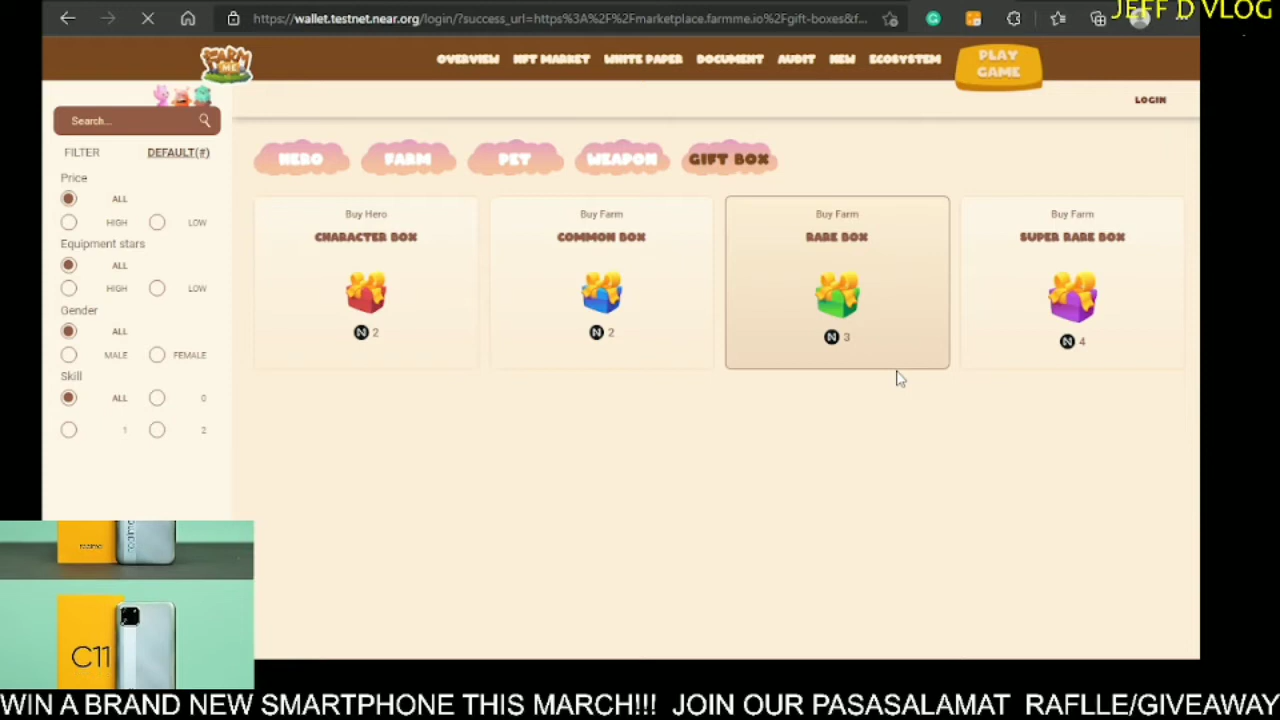 JEFF D VLOG
https://wallet.testnet.near.org/login/?success_url=https%3A%2F%2Fmarketplace.farmme.io%2Fgift-boxes&f...
FARM
ME
OVERVIEW NFT MARKET WHITE PAPER DOCUMENT AUDIT NEW ECOSYSTEM
PLAY
GAME
LOGIN
Search...
FILTER DEFAULT(#)
Price
ALL
HIGH LOW
Equipment stars
ALL
HIGH LOW
Gender
ALL
MALE FEMALE
Skill
ALL 0
1 2
HERO FARM PET WEAPON GIFT BOX
Buy Hero
CHARACTER BOX
N 2
Buy Farm
COMMON BOX
N 2
Buy Farm
RARE BOX
N 3
Buy Farm
SUPER RARE BOX
N 4
realme
C11
WIN A BRAND NEW SMARTPHONE THIS MARCH!!! JOIN OUR PASASALAMAT RAFLLE/GIVEAWAY